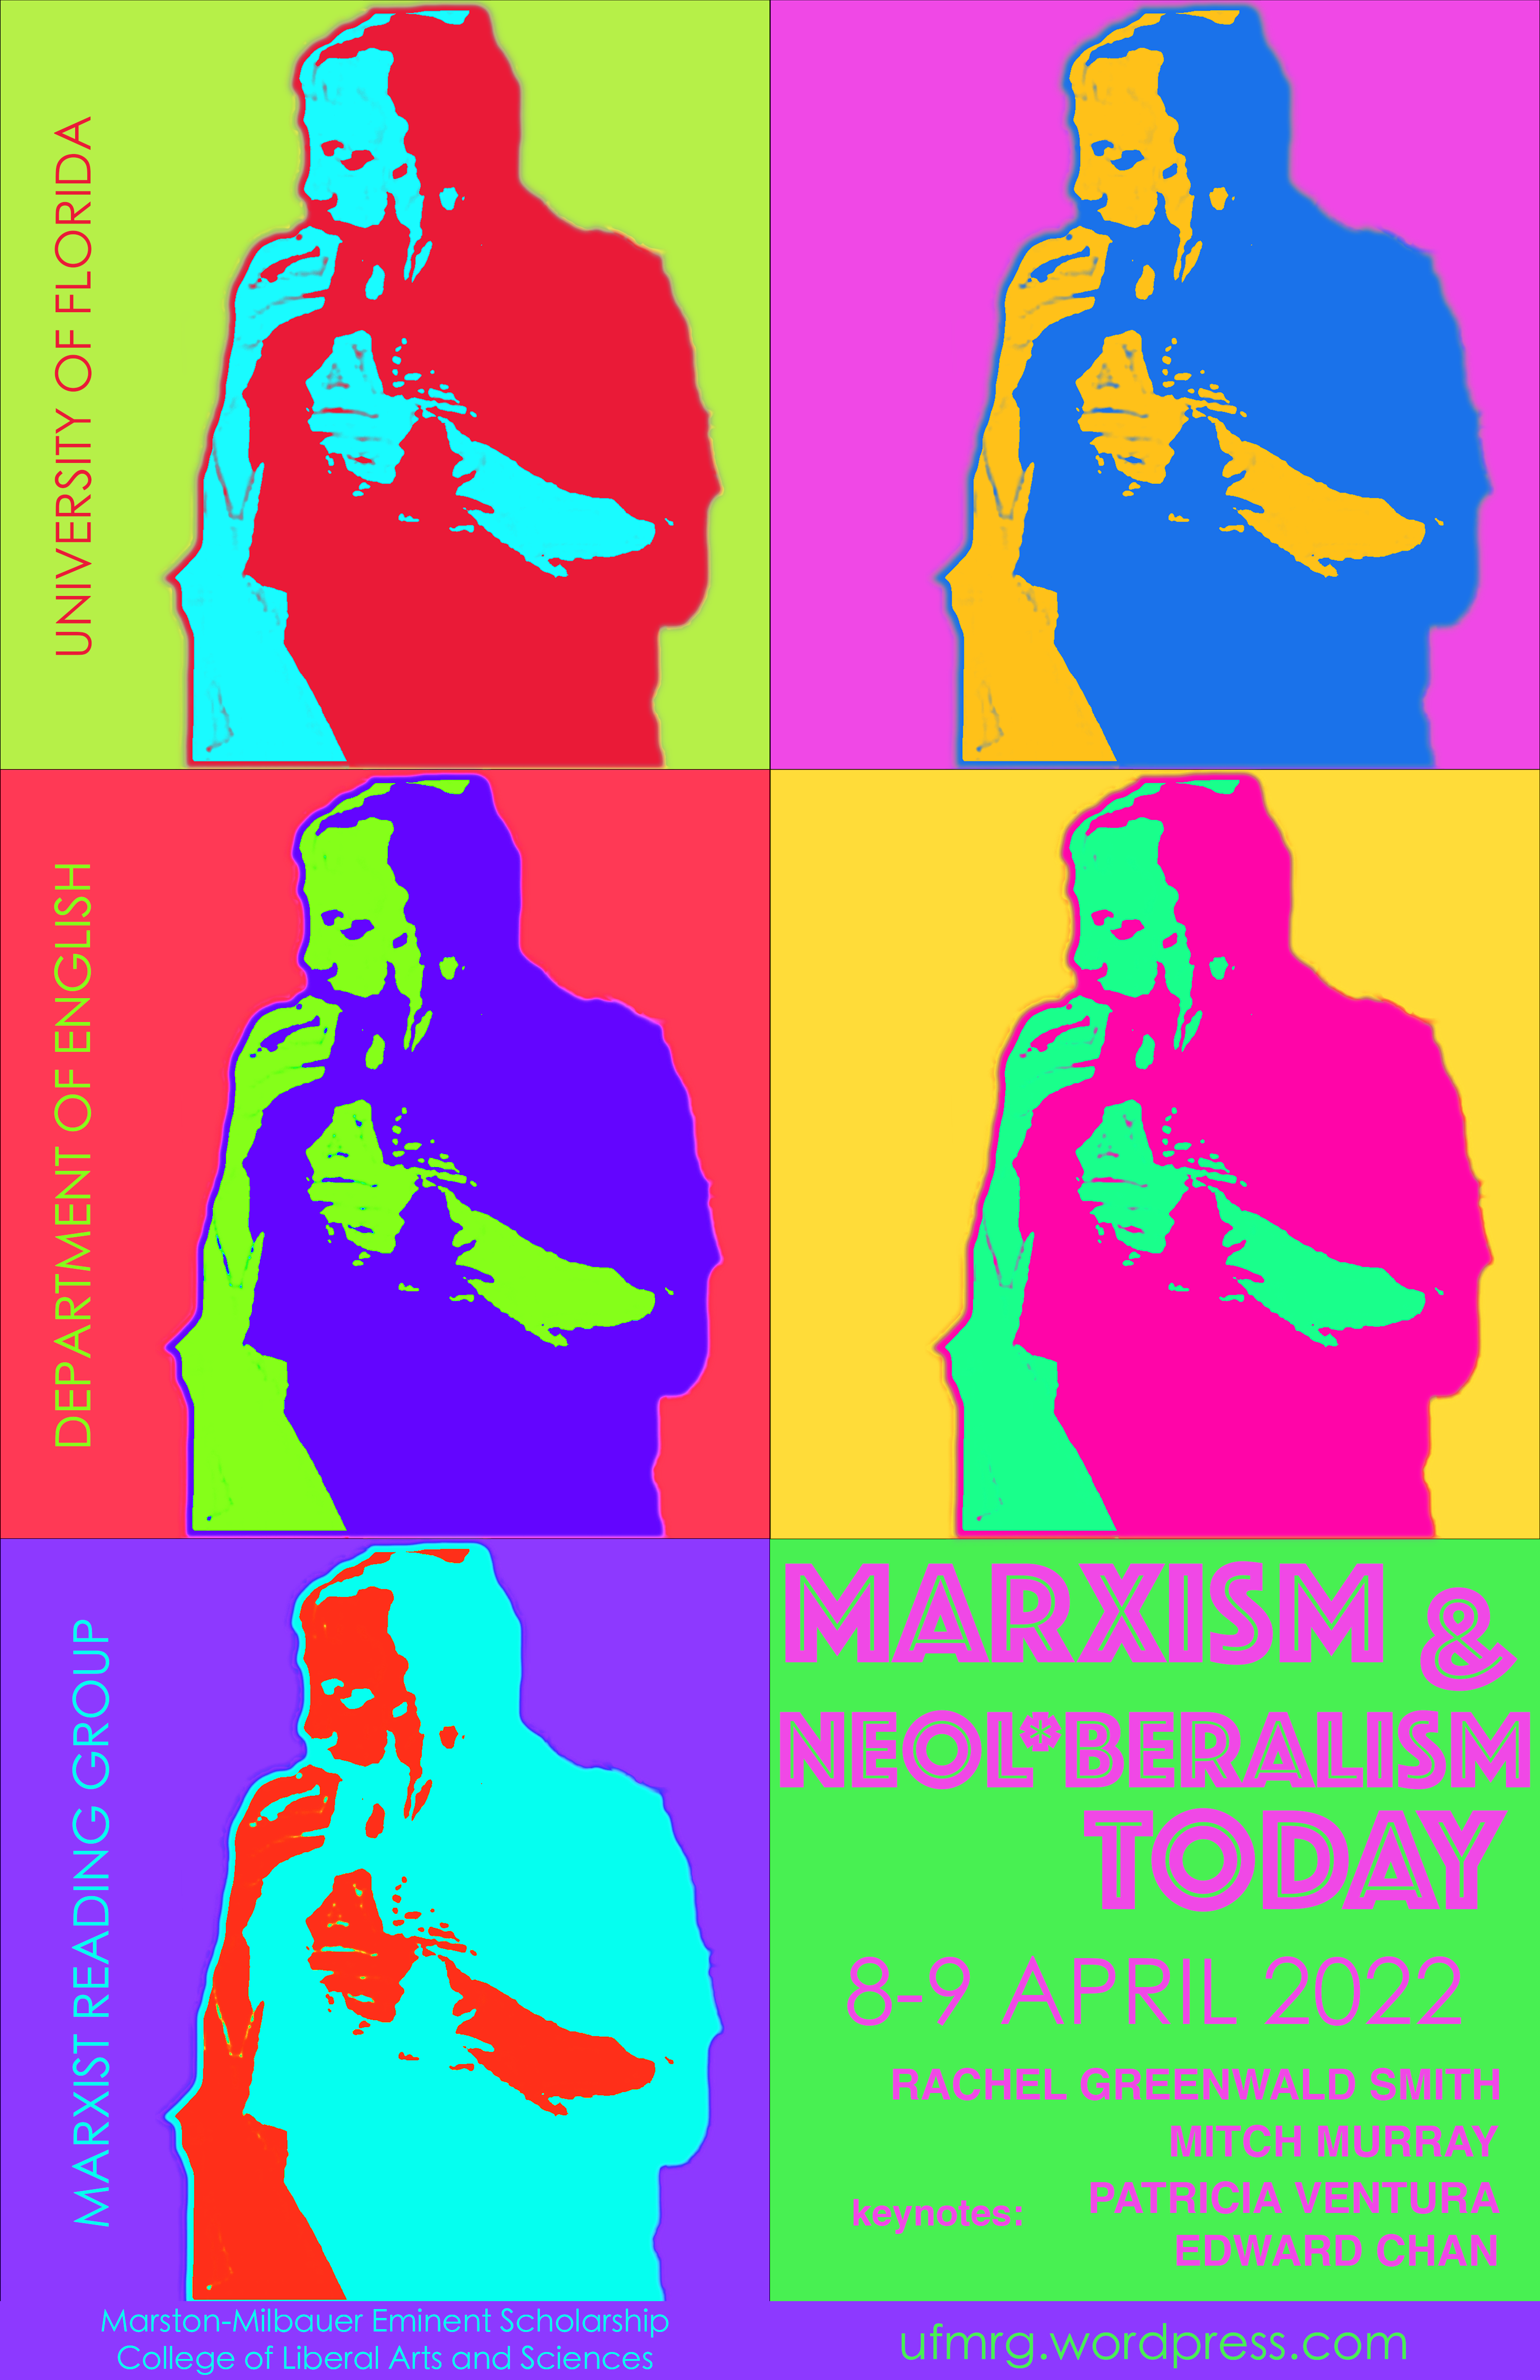 UNIVERSITY OF FLORIDA
DEPARTMENT OF ENGLISH
MARXIST READING GROUP
MARXISM &
NEOL*BERALISM
TODAY
8-9 APRIL 2022
RACHEL GREENWALD SMITH
MITCH MURRAY
keynotes: PATRICIA VENTURA
EDWARD CHAN
Marston-Milbauer Eminent Scholarship
College of Liberal Arts and Sciences
ufmrg.wordpress.com